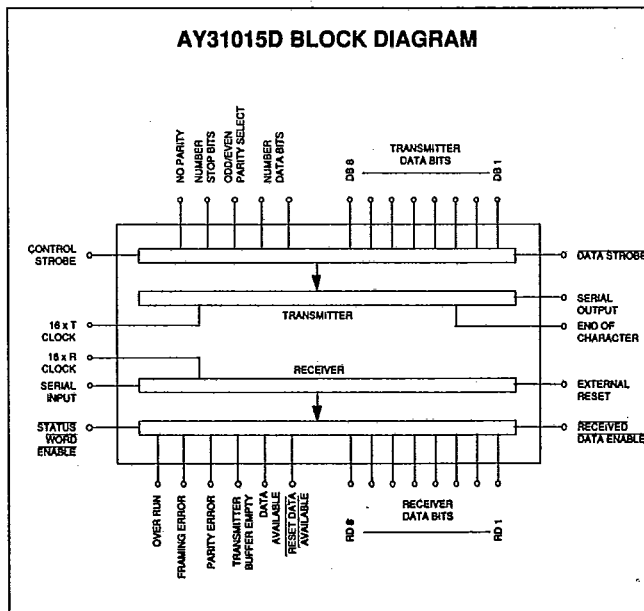 AY31015D BLOCK DIAGRAM
NO PARITY
NUMBER
STOP BITS
ODD/EVEN
PARITY SELECT
NUMBER
DATA BITS
DB 8
TRANSMITTER
DATA BITS
DB 1
CONTROL
STROBE
DATA STROBE
TRANSMITTER
SERIAL
OUTPUT
16 x T
CLOCK
END OF
CHARACTER
16 x R
CLOCK
RECEIVER
SERIAL
INPUT
EXTERNAL
RESET
STATUS
WORD
ENABLE
RECEIVED
DATA ENABLE
OVER RUN
FRAMING ERROR
PARITY ERROR
TRANSMITTER
BUFFER EMPTY
DATA
AVAILABLE
RESET DATA
AVAILABLE
RD 8
RECEIVER
DATA BITS
RD 1